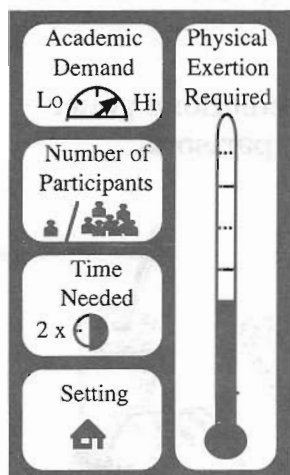 Academic
Demand
Lo Hi
Number of
Participants
Time
Needed
2 x
Setting
Physical
Exertion
Required